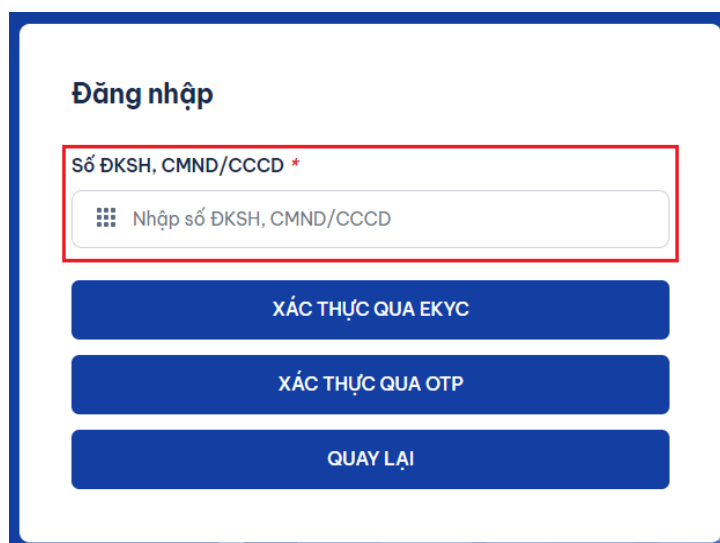 Đăng nhập
Số ĐKSH, CMND/CCCD *
Nhập số ĐKSH, CMND/CCCD
XÁC THỰC QUA EKYC
XÁC THỰC QUA OTP
QUAY LẠI